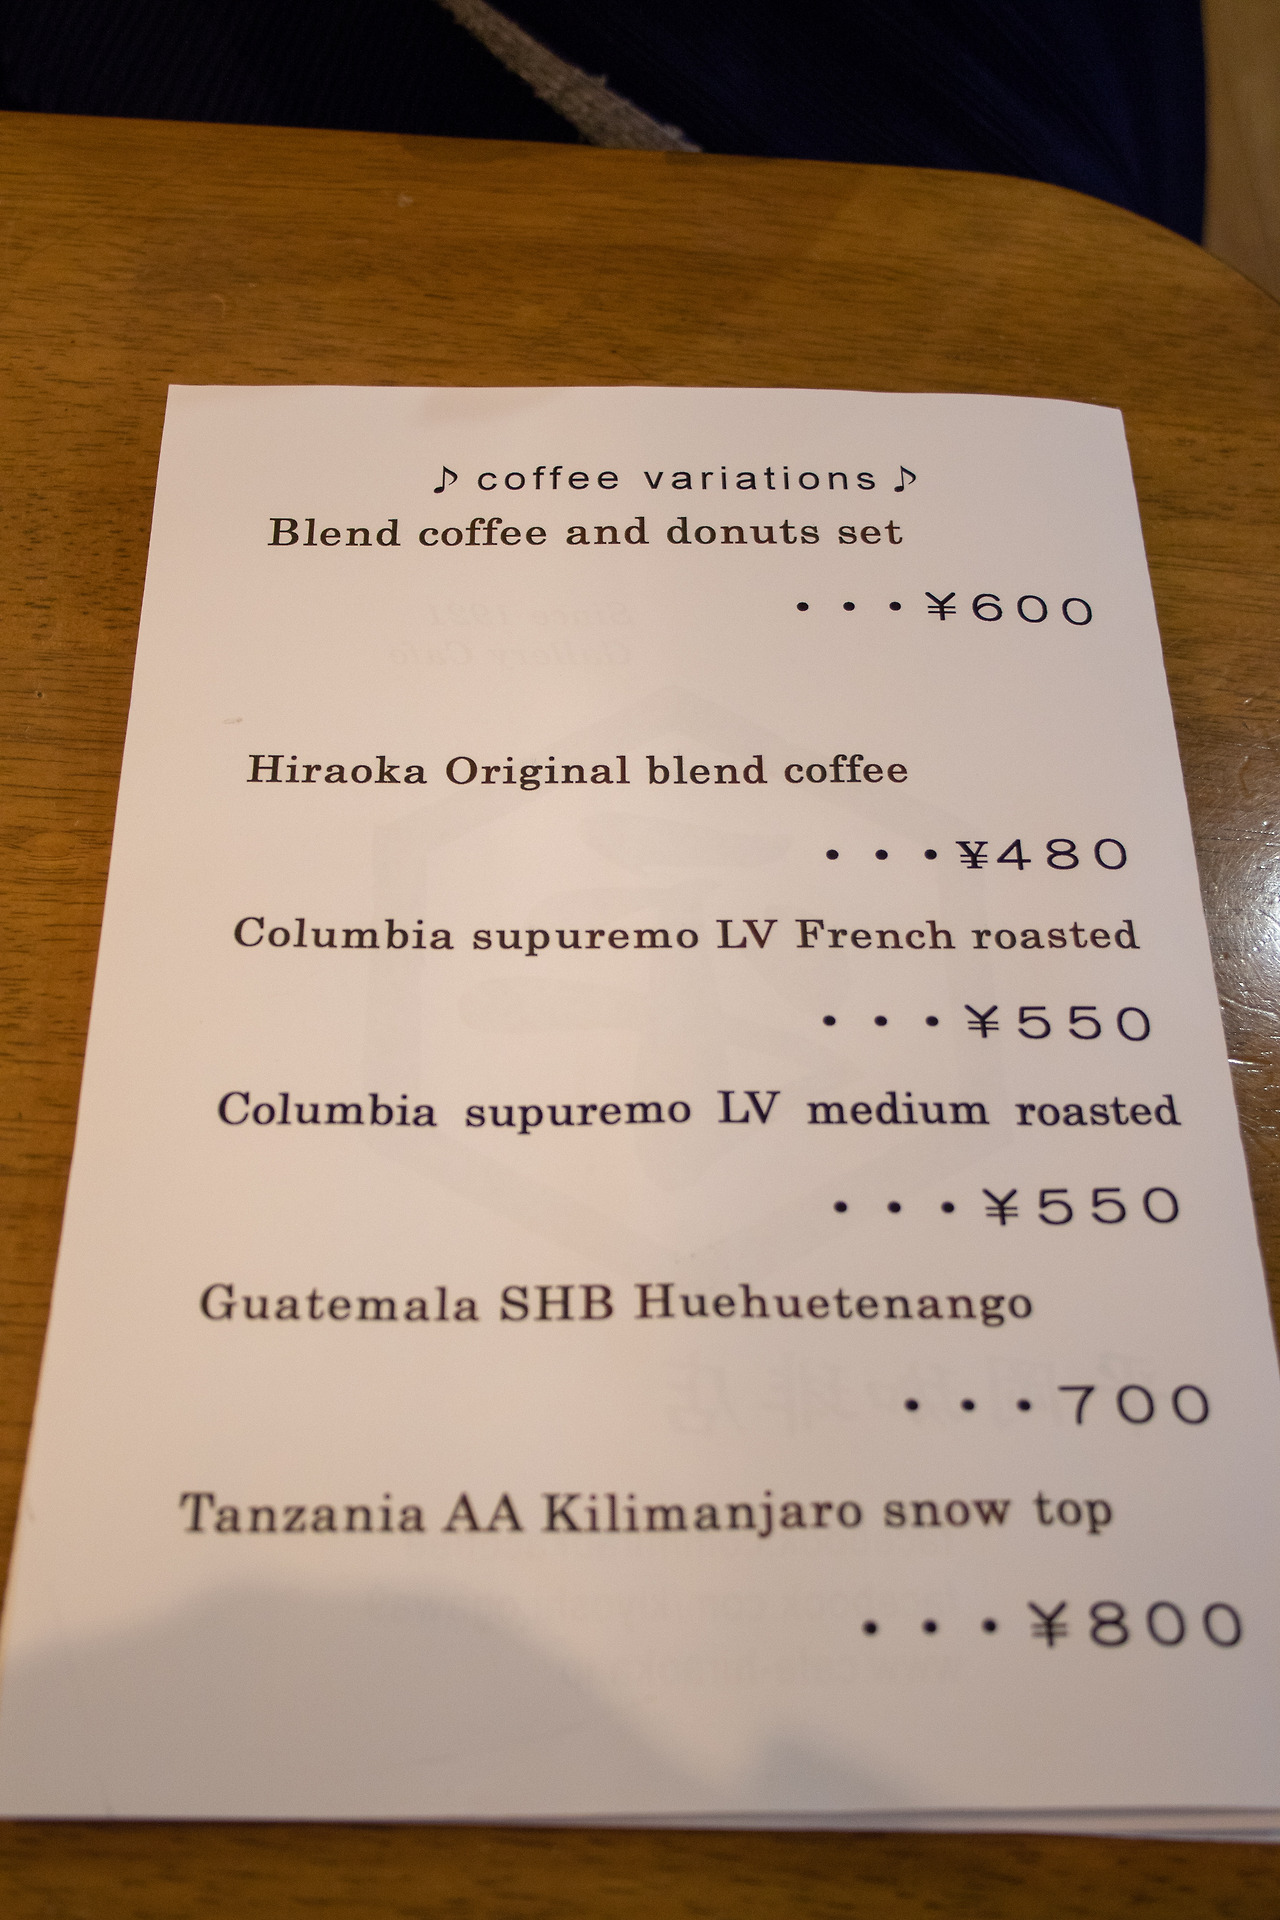 ♪ coffee variations ♪
Blend coffee and donuts set
・・・¥600
Hiraoka Original blend coffee
・・・¥480
Columbia supuremo LV French roasted
・・・¥550
Columbia supuremo LV medium roasted
・・・¥550
Guatemala SHB Huehuetenango
・・・700
Tanzania AA Kilimanjaro snow top
・・・¥800